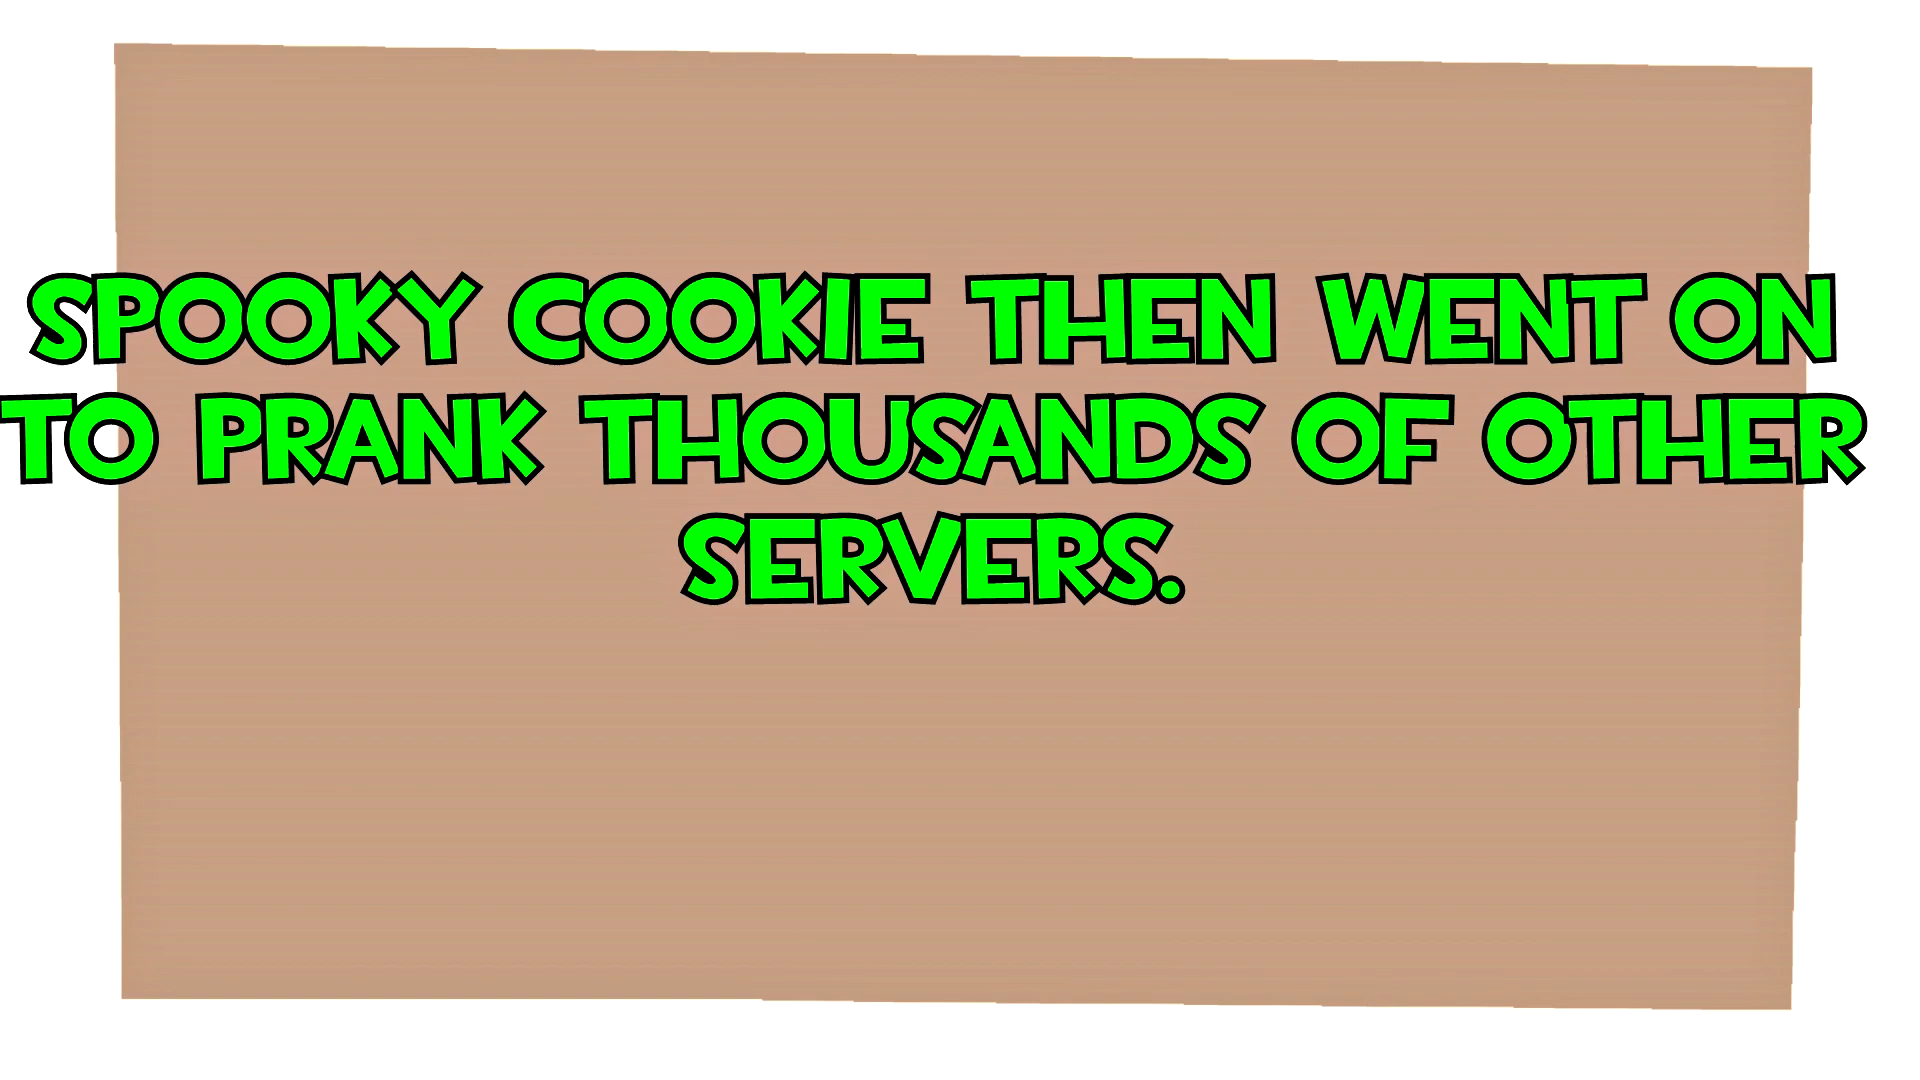 SPOOKY COOKIE THEN WENT ON
TO PRANK THOUSANDS OF OTHER
SERVERS.